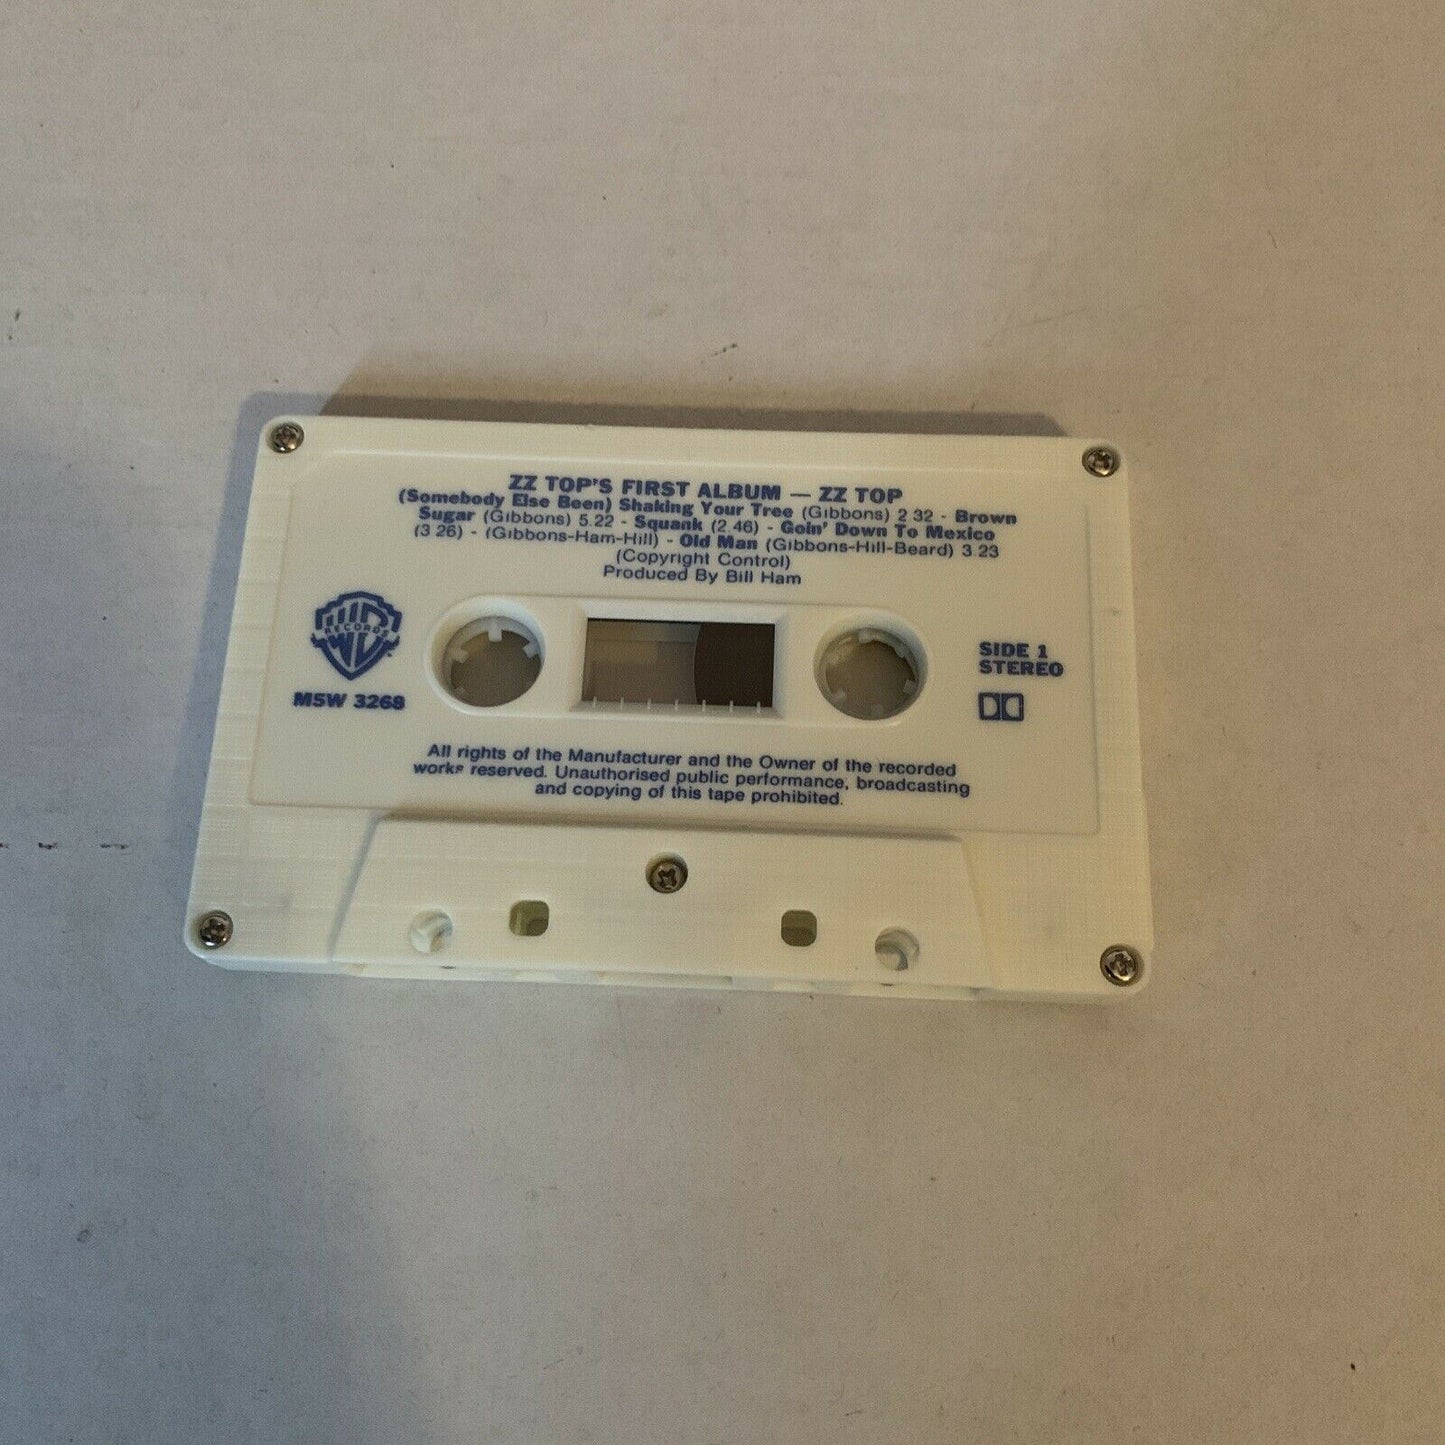 ZZ TOP'S FIRST ALBUM — ZZ TOP
(Somebody Else Been) Shaking Your Tree (Gibbons) 2 32 - Brown
Sugar (Gibbons) 5.22 - Squank (2.46) - Goin' Down To Mexico
(3 26) - (Gibbons-Ham-Hill) - Old Man (Gibbons-Hill-Beard) 3.23
(Copyright Control)
Produced By Bill Ham
WB
RECORDS
M5W 3268
SIDE 1
STEREO
All rights of the Manufacturer and the Owner of the recorded
works reserved. Unauthorised public performance, broadcasting
and copying of this tape prohibited.